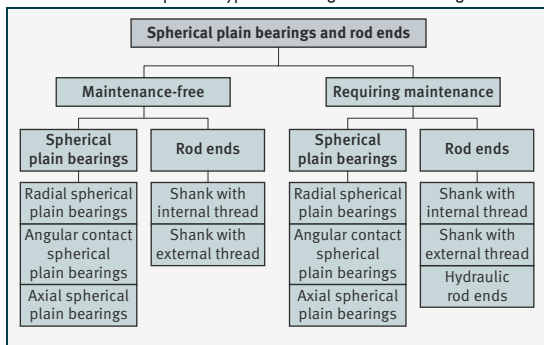 Spherical plain bearings and rod ends
Maintenance-free
Requiring maintenance
Spherical
plain bearings
Rod ends
Spherical
plain bearings
Rod ends
Radial spherical
plain bearings
Angular contact
spherical
plain bearings
Axial spherical
plain bearings
Shank with
internal thread
Shank with
external thread
Radial spherical
plain bearings
Angular contact
spherical
plain bearings
Axial spherical
plain bearings
Shank with
internal thread
Shank with
external thread
Hydraulic
rod ends